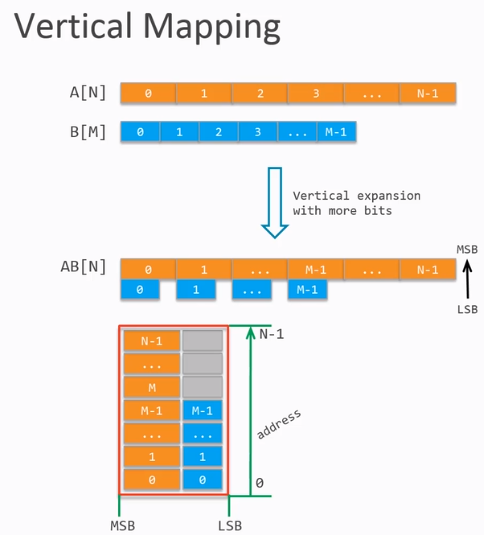 Vertical Mapping
A[N] 0 1 2 3 ... N-1
B[M] 0 1 2 3 ... M-1
Vertical expansion
with more bits
MSB
AB[N] 0 1 ... M-1 ... N-1
0 1 ... M-1
LSB
N-1 N-1
...
M
M-1 M-1
... ... address
1 1
0 0 0
MSB LSB